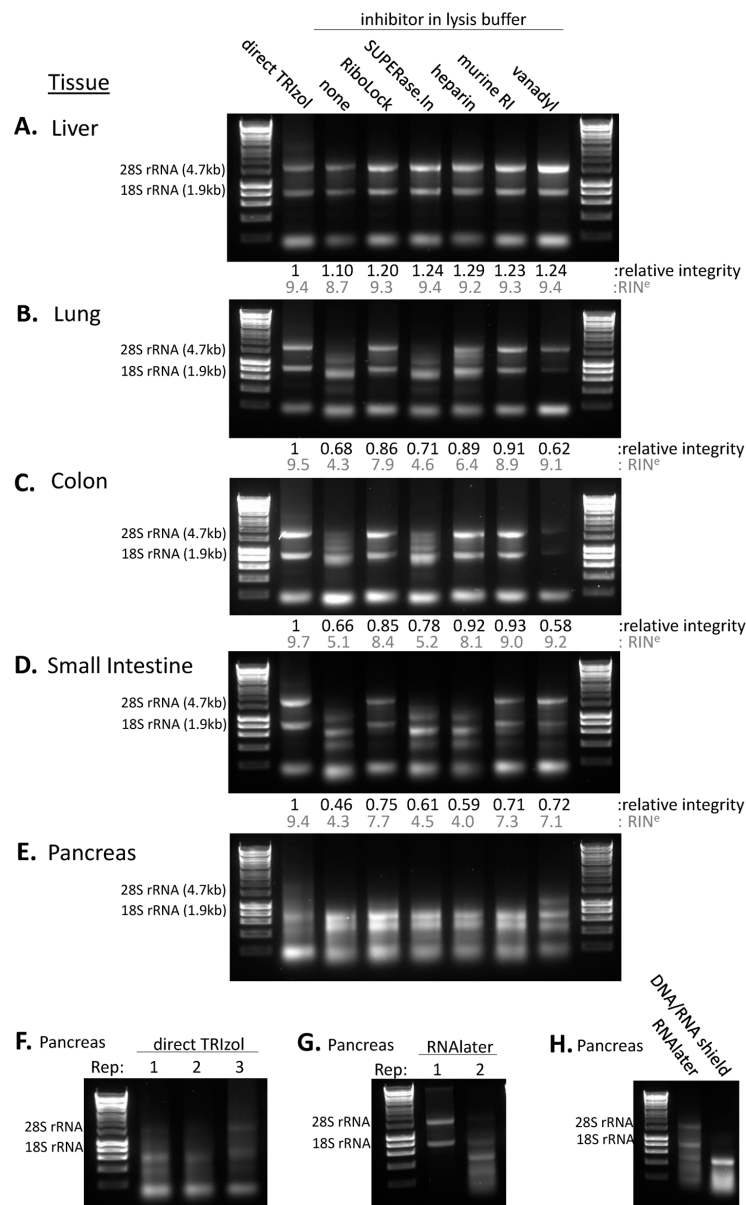 inhibitor in lysis buffer
Tissue
direct TRIzol
none
RiboLock
SUPERase.In
heparin
murine RI
vanadyl
A. Liver
28S rRNA (4.7kb)
18S rRNA (1.9kb)
1 1.10 1.20 1.24 1.29 1.23 1.24 :relative integrity
9.4 8.7 9.3 9.4 9.2 9.3 9.4 :RINᵉ
B. Lung
28S rRNA (4.7kb)
18S rRNA (1.9kb)
1 0.68 0.86 0.71 0.89 0.91 0.62 :relative integrity
9.5 4.3 7.9 4.6 6.4 8.9 9.1 : RINᵉ
C. Colon
28S rRNA (4.7kb)
18S rRNA (1.9kb)
1 0.66 0.85 0.78 0.92 0.93 0.58 :relative integrity
9.7 5.1 8.4 5.2 8.1 9.0 9.2 : RINᵉ
D. Small Intestine
28S rRNA (4.7kb)
18S rRNA (1.9kb)
1 0.46 0.75 0.61 0.59 0.71 0.72 :relative integrity
9.4 4.3 7.7 4.5 4.0 7.3 7.1 : RINᵉ
E. Pancreas
28S rRNA (4.7kb)
18S rRNA (1.9kb)
F. Pancreas direct TRIzol
Rep: 1 2 3
28S rRNA
18S rRNA
G. Pancreas RNAlater
Rep: 1 2
28S rRNA
18S rRNA
H. Pancreas
RNAlater
DNA/RNA shield
28S rRNA
18S rRNA